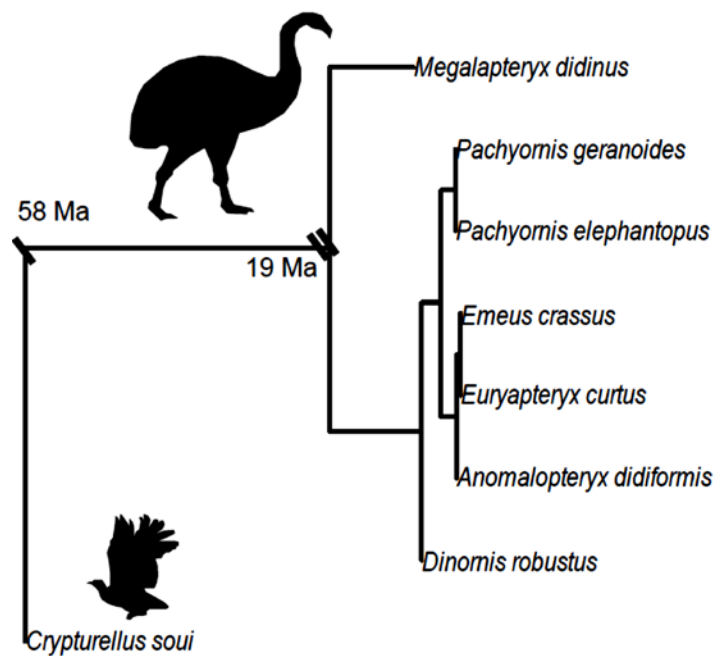 Megalapteryx didinus
Pachyornis geranoides
58 Ma
Pachyornis elephantopus
19 Ma
Emeus crassus
Euryapteryx curtus
Anomalopteryx didiformis
Dinornis robustus
Crypturellus soui